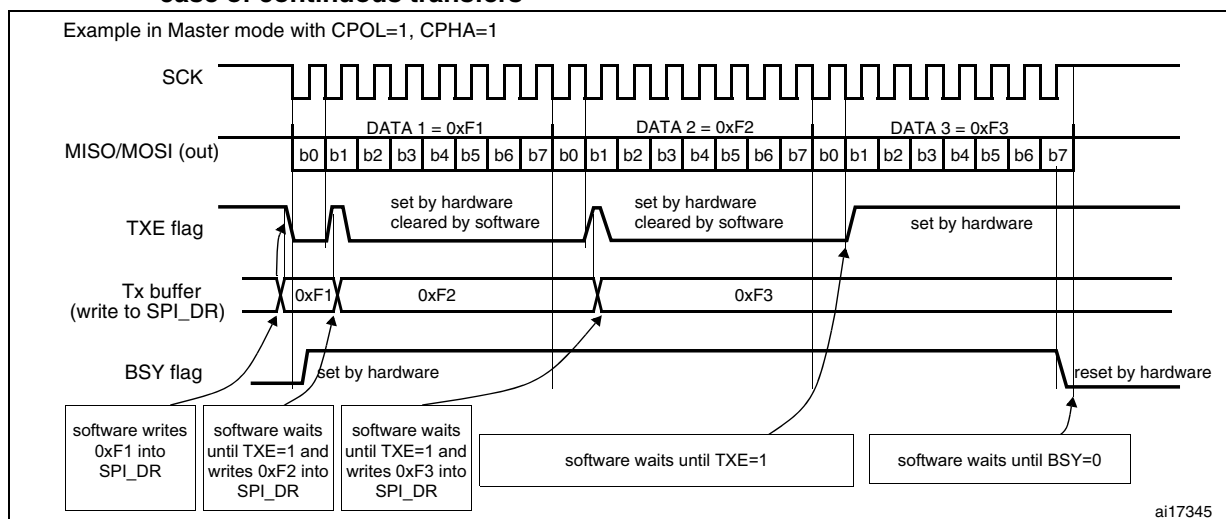 case of continuous transfers
Example in Master mode with CPOL=1, CPHA=1
SCK
DATA 1 = 0xF1 DATA 2 = 0xF2 DATA 3 = 0xF3
MISO/MOSI (out) b0 b1 b2 b3 b4 b5 b6 b7 b0 b1 b2 b3 b4 b5 b6 b7 b0 b1 b2 b3 b4 b5 b6 b7
set by hardware set by hardware
cleared by software cleared by software
TXE flag set by hardware
Tx buffer 0xF1 0xF2 0xF3
(write to SPI_DR)
BSY flag set by hardware reset by hardware
software writes
0xF1 into
SPI_DR
software waits
until TXE=1 and
writes 0xF2 into
SPI_DR
software waits
until TXE=1 and
writes 0xF3 into
SPI_DR
software waits until TXE=1
software waits until BSY=0
ai17345